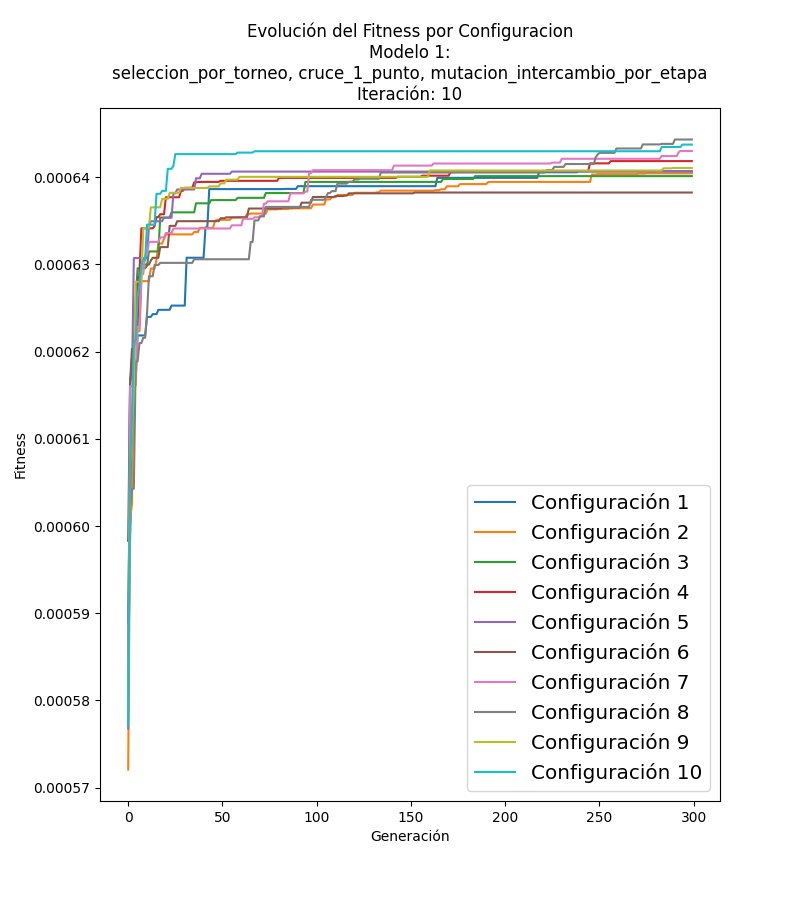 Evolución del Fitness por Configuracion
Modelo 1:
seleccion_por_torneo, cruce_1_punto, mutacion_intercambio_por_etapa
Iteración: 10
0.00064
0.00063
0.00062
0.00061
0.00060
0.00059
0.00058
0.00057
Fitness
0
50
100
150
200
250
300
Generación
Configuración 1
Configuración 2
Configuración 3
Configuración 4
Configuración 5
Configuración 6
Configuración 7
Configuración 8
Configuración 9
Configuración 10